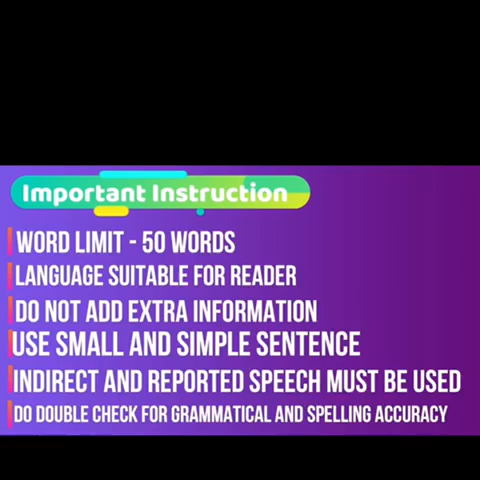 Important Instruction
WORD LIMIT - 50 WORDS
LANGUAGE SUITABLE FOR READER
DO NOT ADD EXTRA INFORMATION
USE SMALL AND SIMPLE SENTENCE
INDIRECT AND REPORTED SPEECH MUST BE USED
DO DOUBLE CHECK FOR GRAMMATICAL AND SPELLING ACCURACY